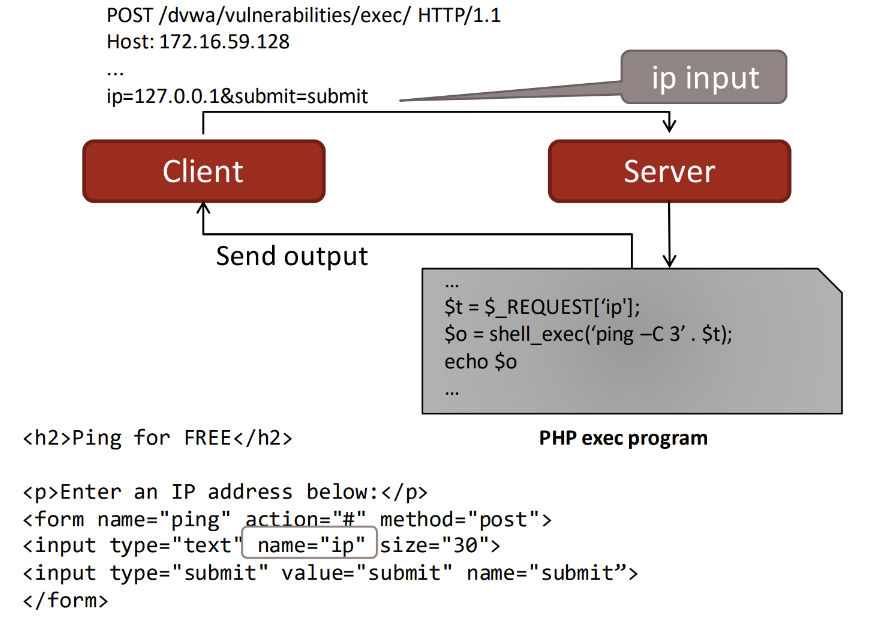 POST /dvwa/vulnerabilities/exec/ HTTP/1.1
Host: 172.16.59.128
...
ip=127.0.0.1&submit=submit
ip input
Client
Server
Send output
...
$t = $_REQUEST[‘ip'];
$o = shell_exec(‘ping –C 3’ . $t);
echo $o
...
PHP exec program
<h2>Ping for FREE</h2>
<p>Enter an IP address below:</p>
<form name="ping" action="#" method="post">
<input type="text" name="ip" size="30">
<input type="submit" value="submit" name="submit”>
</form>